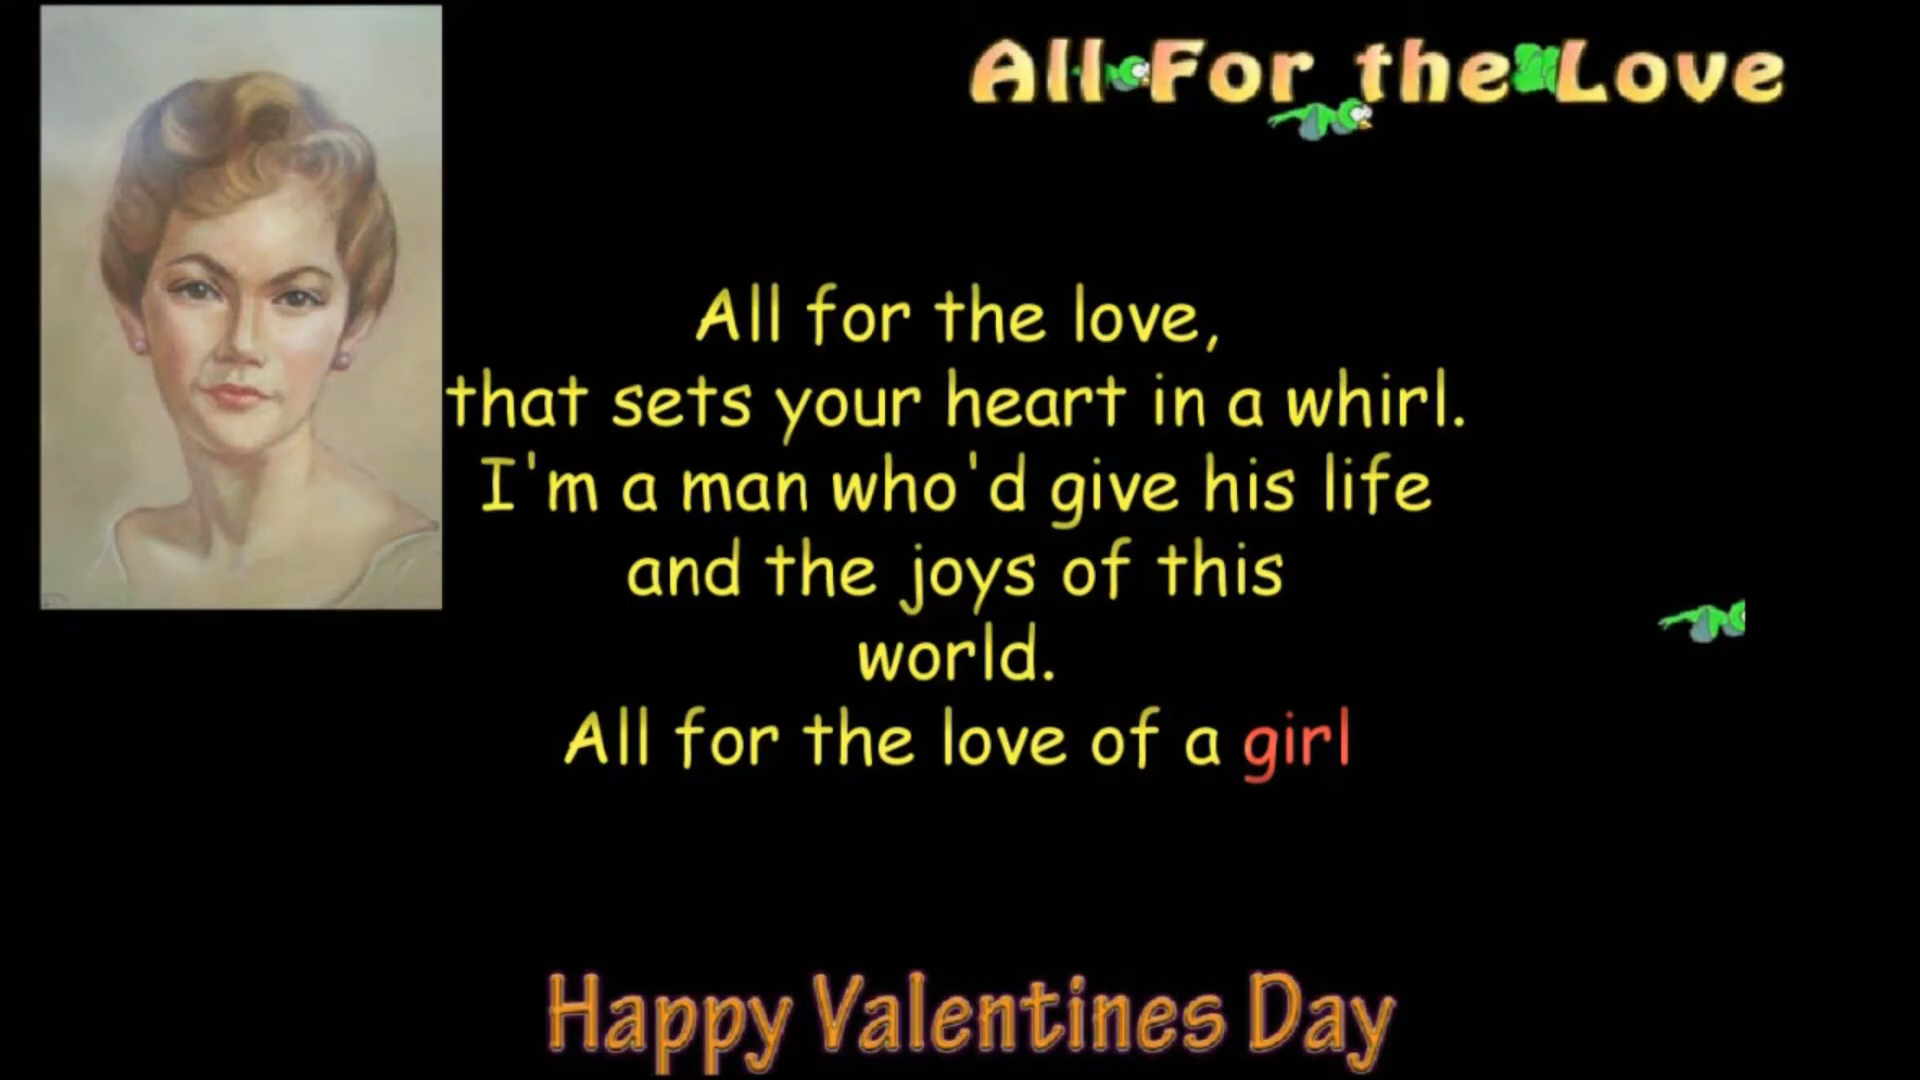 All For the Love
All for the love,
that sets your heart in a whirl.
I'm a man who'd give his life
and the joys of this
world.
All for the love of a girl
Happy Valentines Day